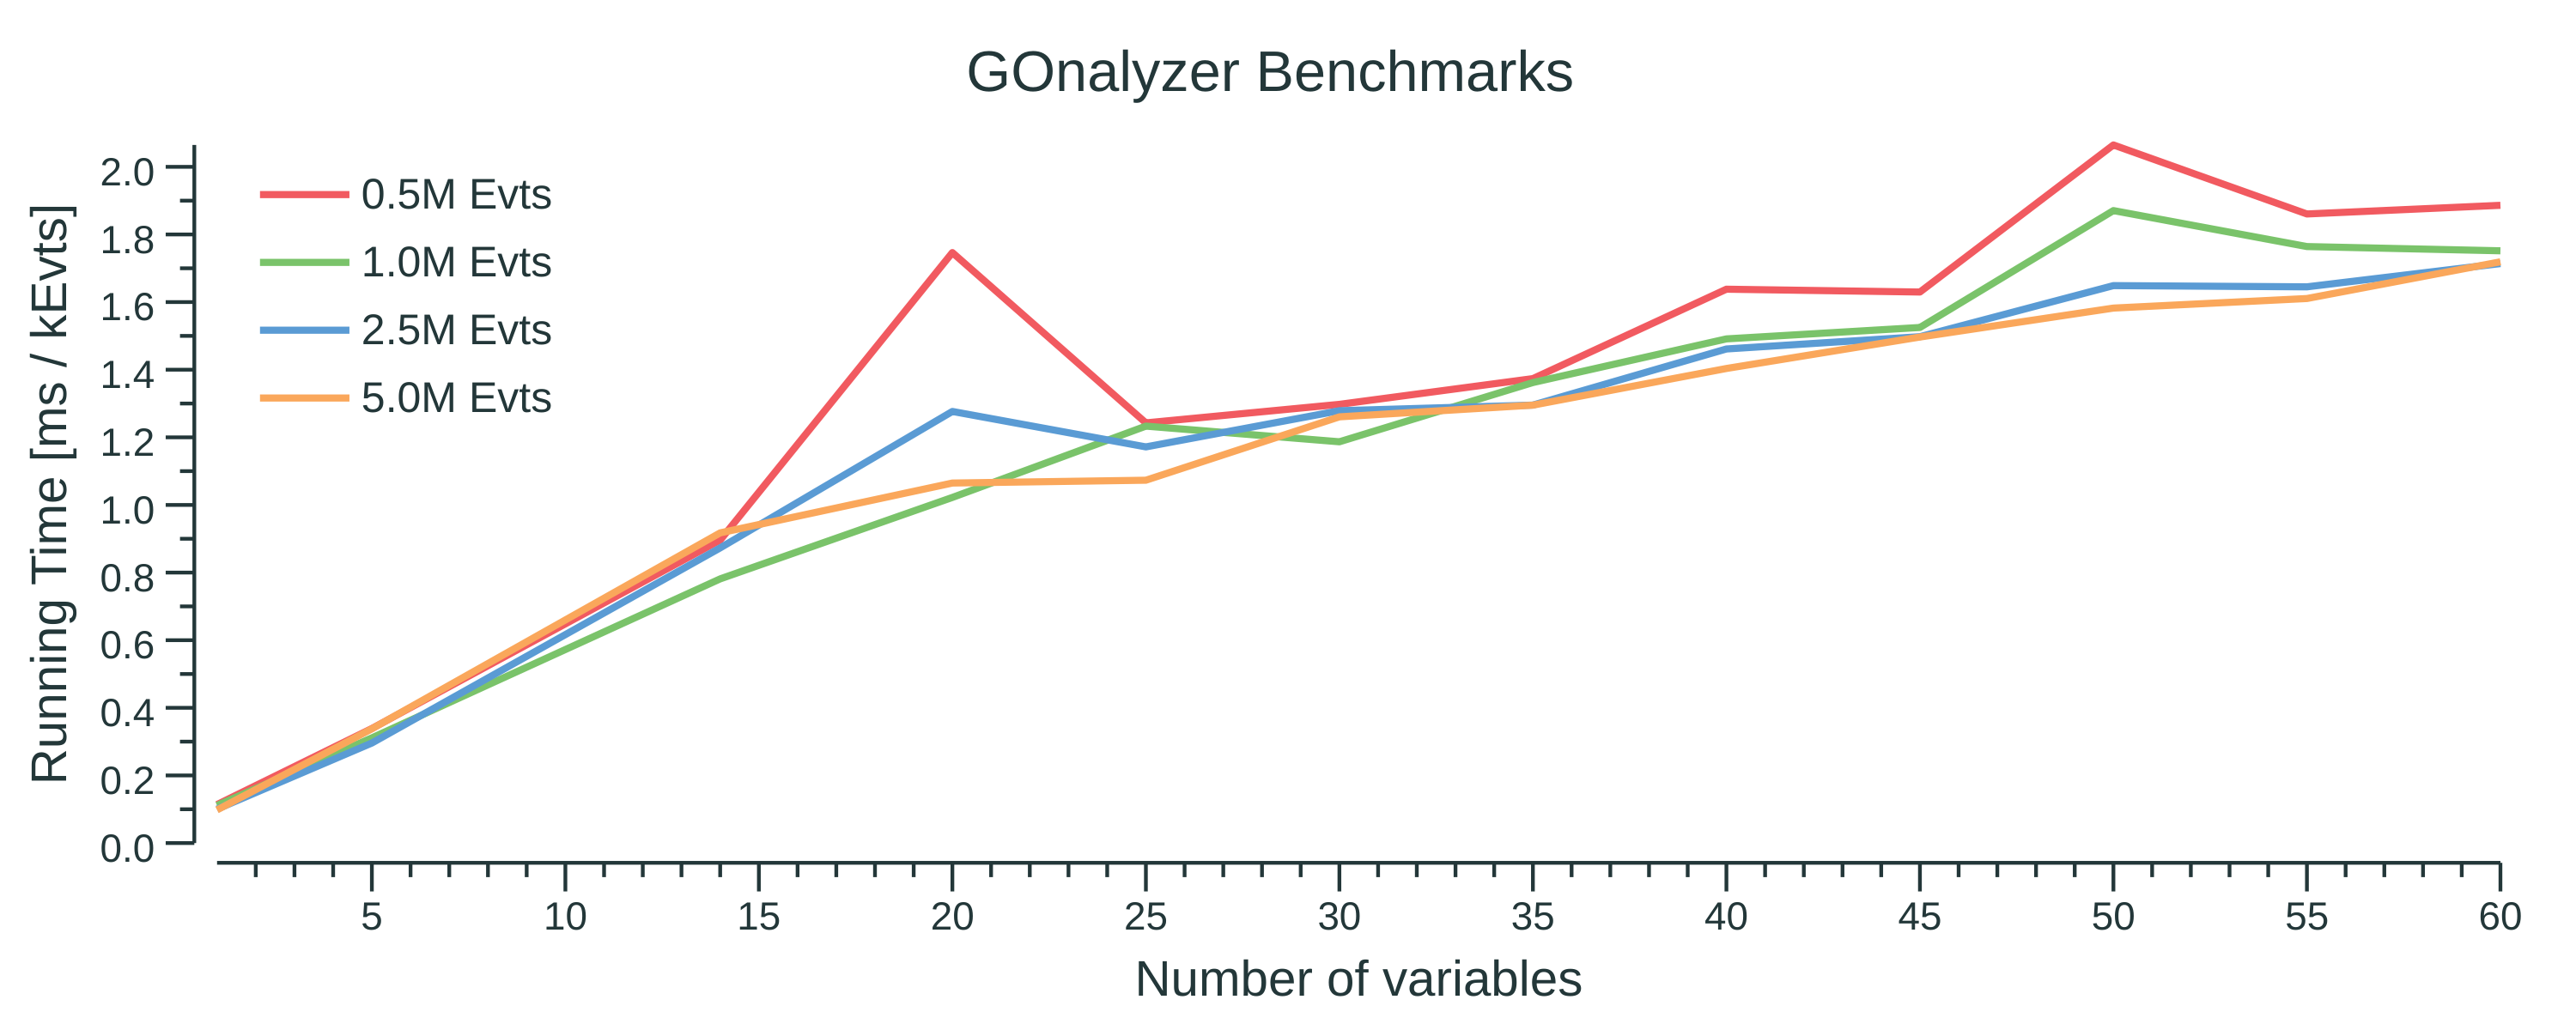 GOnalyzer Benchmarks
Running Time [ms / kEvts]
2.0
1.8
1.6
1.4
1.2
1.0
0.8
0.6
0.4
0.2
0.0
0.5M Evts
1.0M Evts
2.5M Evts
5.0M Evts
5 10 15 20 25 30 35 40 45 50 55 60
Number of variables